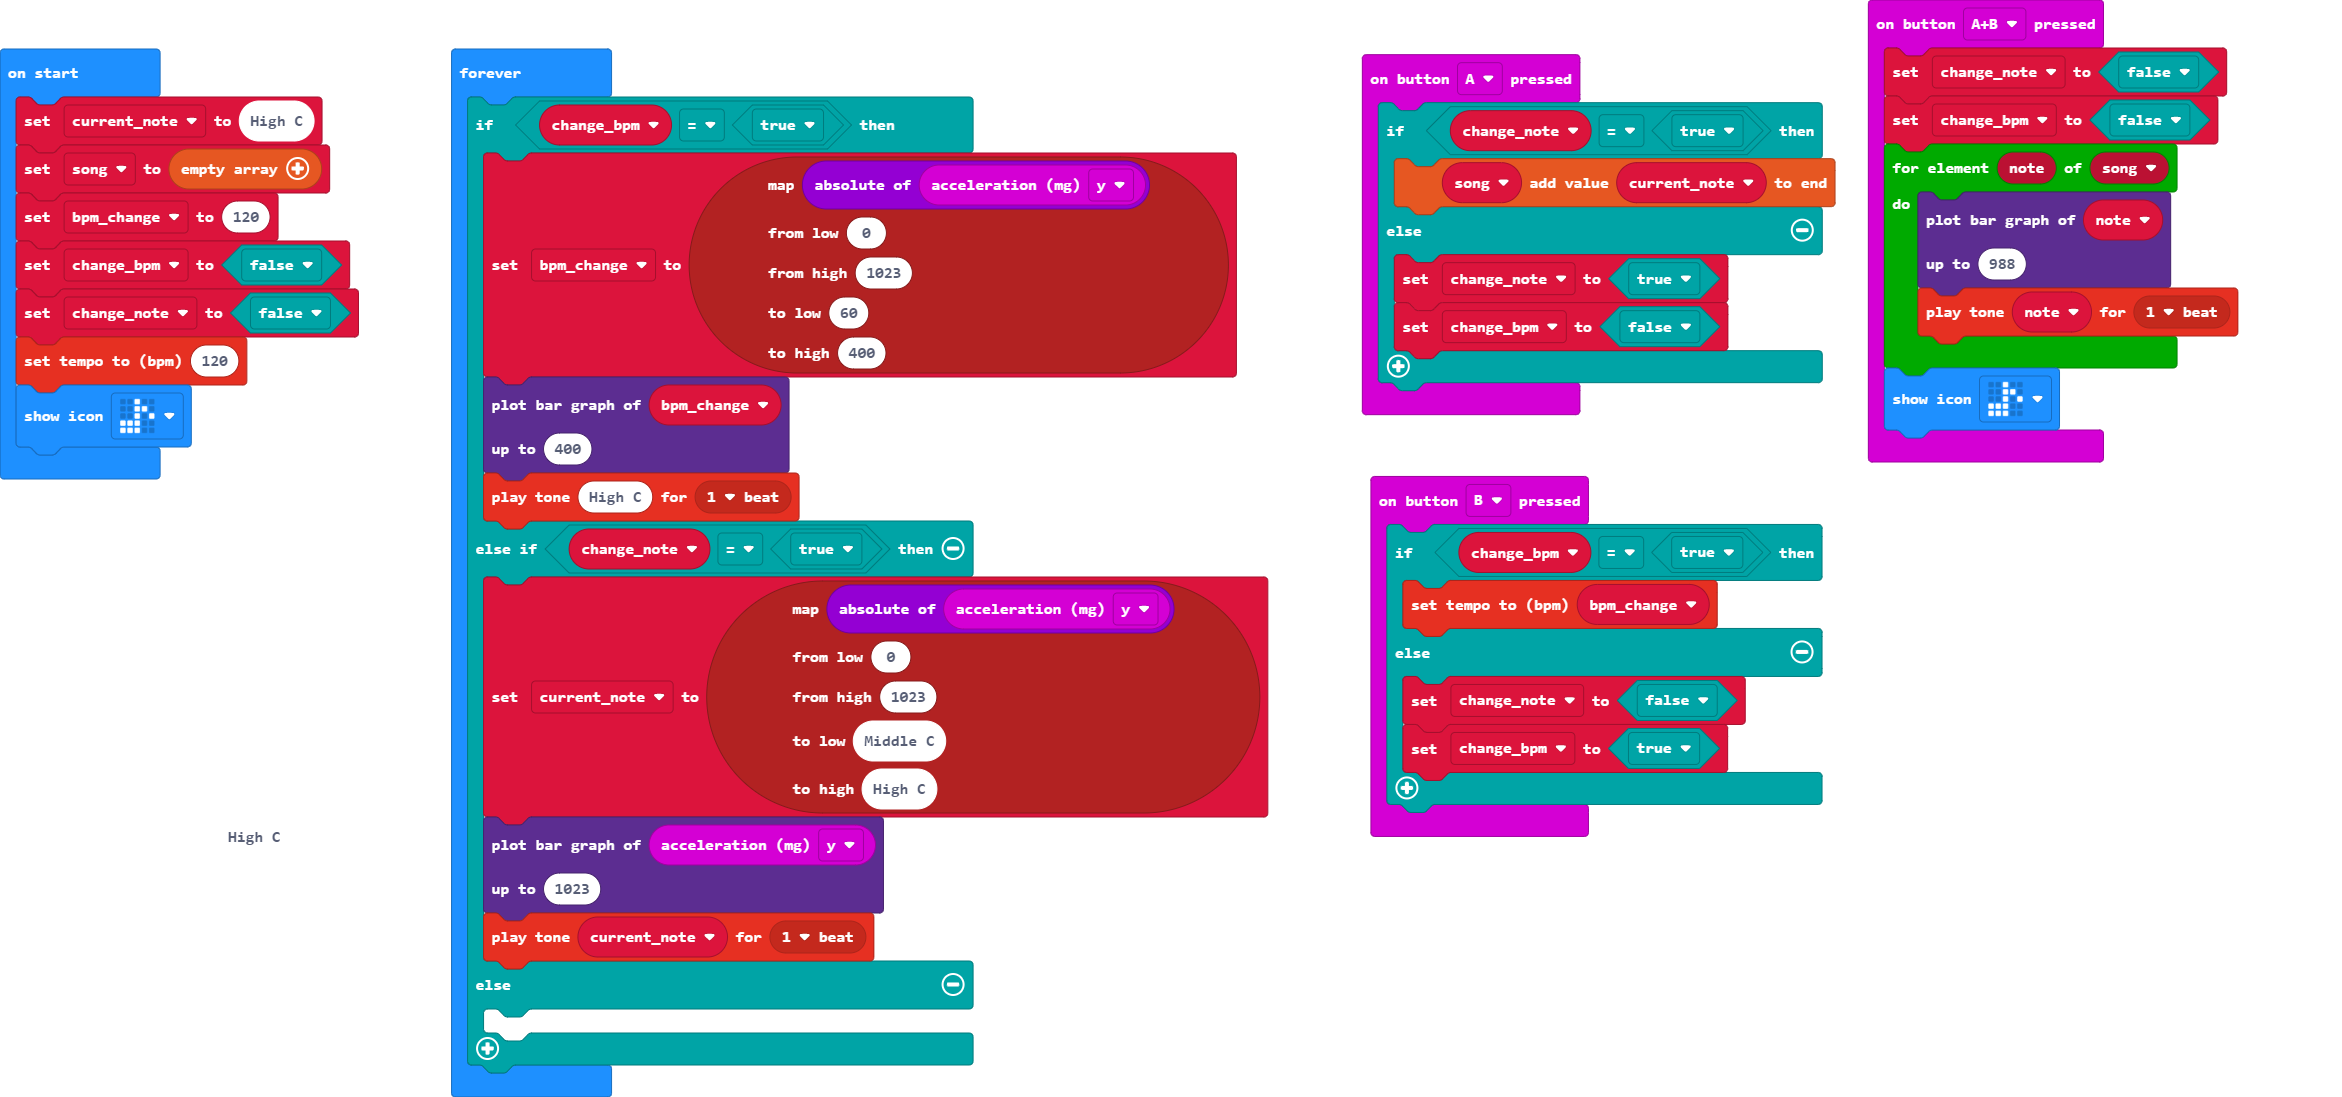 on start
set current_note to High C
set song to empty array
set bpm_change to 120
set change_bpm to false
set change_note to false
set tempo to (bpm) 120
show icon
High C
forever
if change_bpm = true then
set bpm_change to
map absolute of acceleration (mg) y
from low 0
from high 1023
to low 60
to high 400
plot bar graph of bpm_change
up to 400
play tone High C for 1 beat
else if change_note = true then
set current_note to
map absolute of acceleration (mg) y
from low 0
from high 1023
to low Middle C
to high High C
plot bar graph of acceleration (mg) y
up to 1023
play tone current_note for 1 beat
else
on button A pressed
if change_note = true then
song add value current_note to end
else
set change_note to true
set change_bpm to false
on button B pressed
if change_bpm = true then
set tempo to (bpm) bpm_change
else
set change_note to false
set change_bpm to true
on button A+B pressed
set change_note to false
set change_bpm to false
for element note of song
do
plot bar graph of note
up to 988
play tone note for 1 beat
show icon